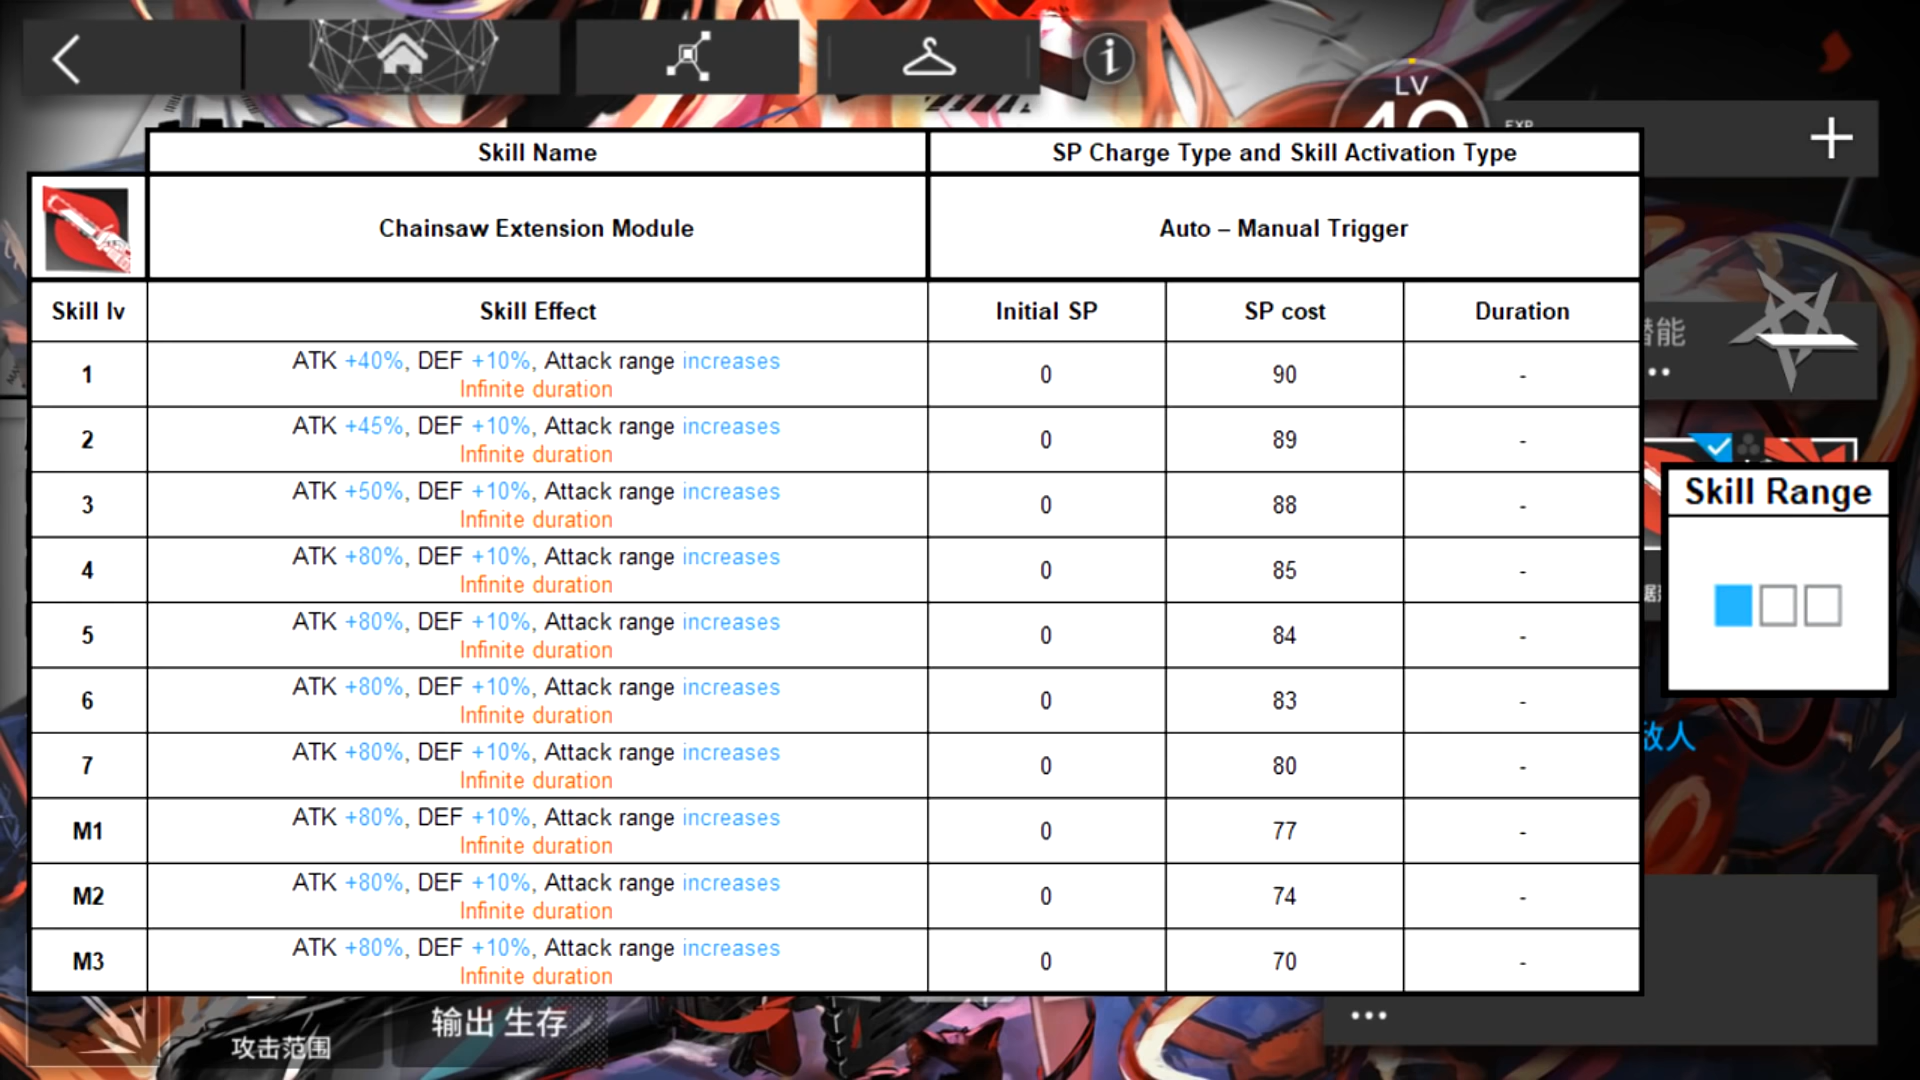 LV
40
EXP
Skill Name SP Charge Type and Skill Activation Type
Chainsaw Extension Module Auto – Manual Trigger
Skill lv Skill Effect Initial SP SP cost Duration
1 ATK +40%, DEF +10%, Attack range increases 0 90 -
Infinite duration
2 ATK +45%, DEF +10%, Attack range increases 0 89 -
Infinite duration
3 ATK +50%, DEF +10%, Attack range increases 0 88 -
Infinite duration
4 ATK +80%, DEF +10%, Attack range increases 0 85 -
Infinite duration
5 ATK +80%, DEF +10%, Attack range increases 0 84 -
Infinite duration
6 ATK +80%, DEF +10%, Attack range increases 0 83 -
Infinite duration
7 ATK +80%, DEF +10%, Attack range increases 0 80 -
Infinite duration
M1 ATK +80%, DEF +10%, Attack range increases 0 77 -
Infinite duration
M2 ATK +80%, DEF +10%, Attack range increases 0 74 -
Infinite duration
M3 ATK +80%, DEF +10%, Attack range increases 0 70 -
Infinite duration
潜能
Skill Range
敌人
输出 生存
攻击范围